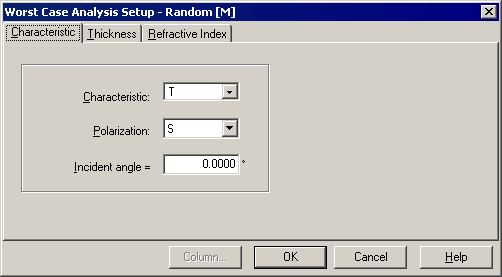 Worst Case Analysis Setup - Random [M]
Characteristic Thickness Refractive Index
Characteristic: T
Polarization: S
Incident angle = 0.0000 °
Column... OK Cancel Help